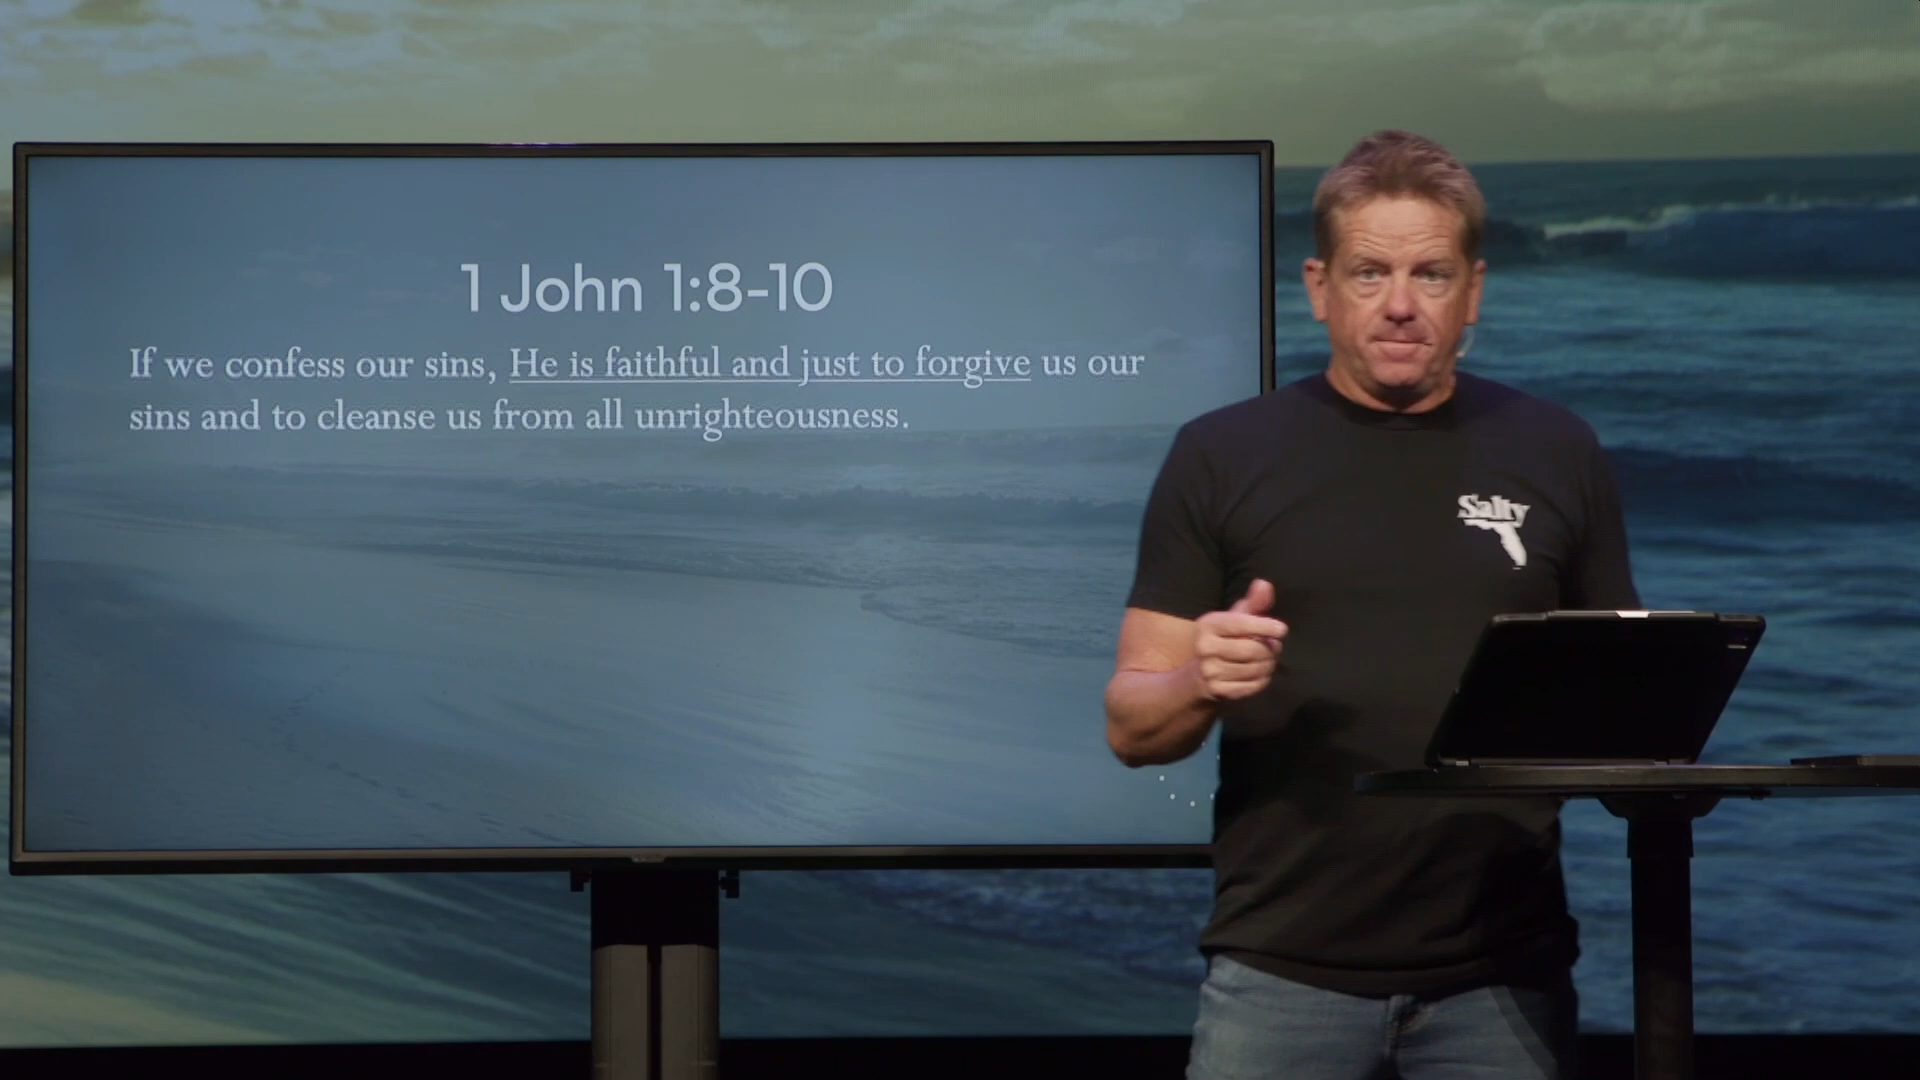 1 John 1:8-10
If we confess our sins, He is faithful and just to forgive us our
sins and to cleanse us from all unrighteousness.
Salty